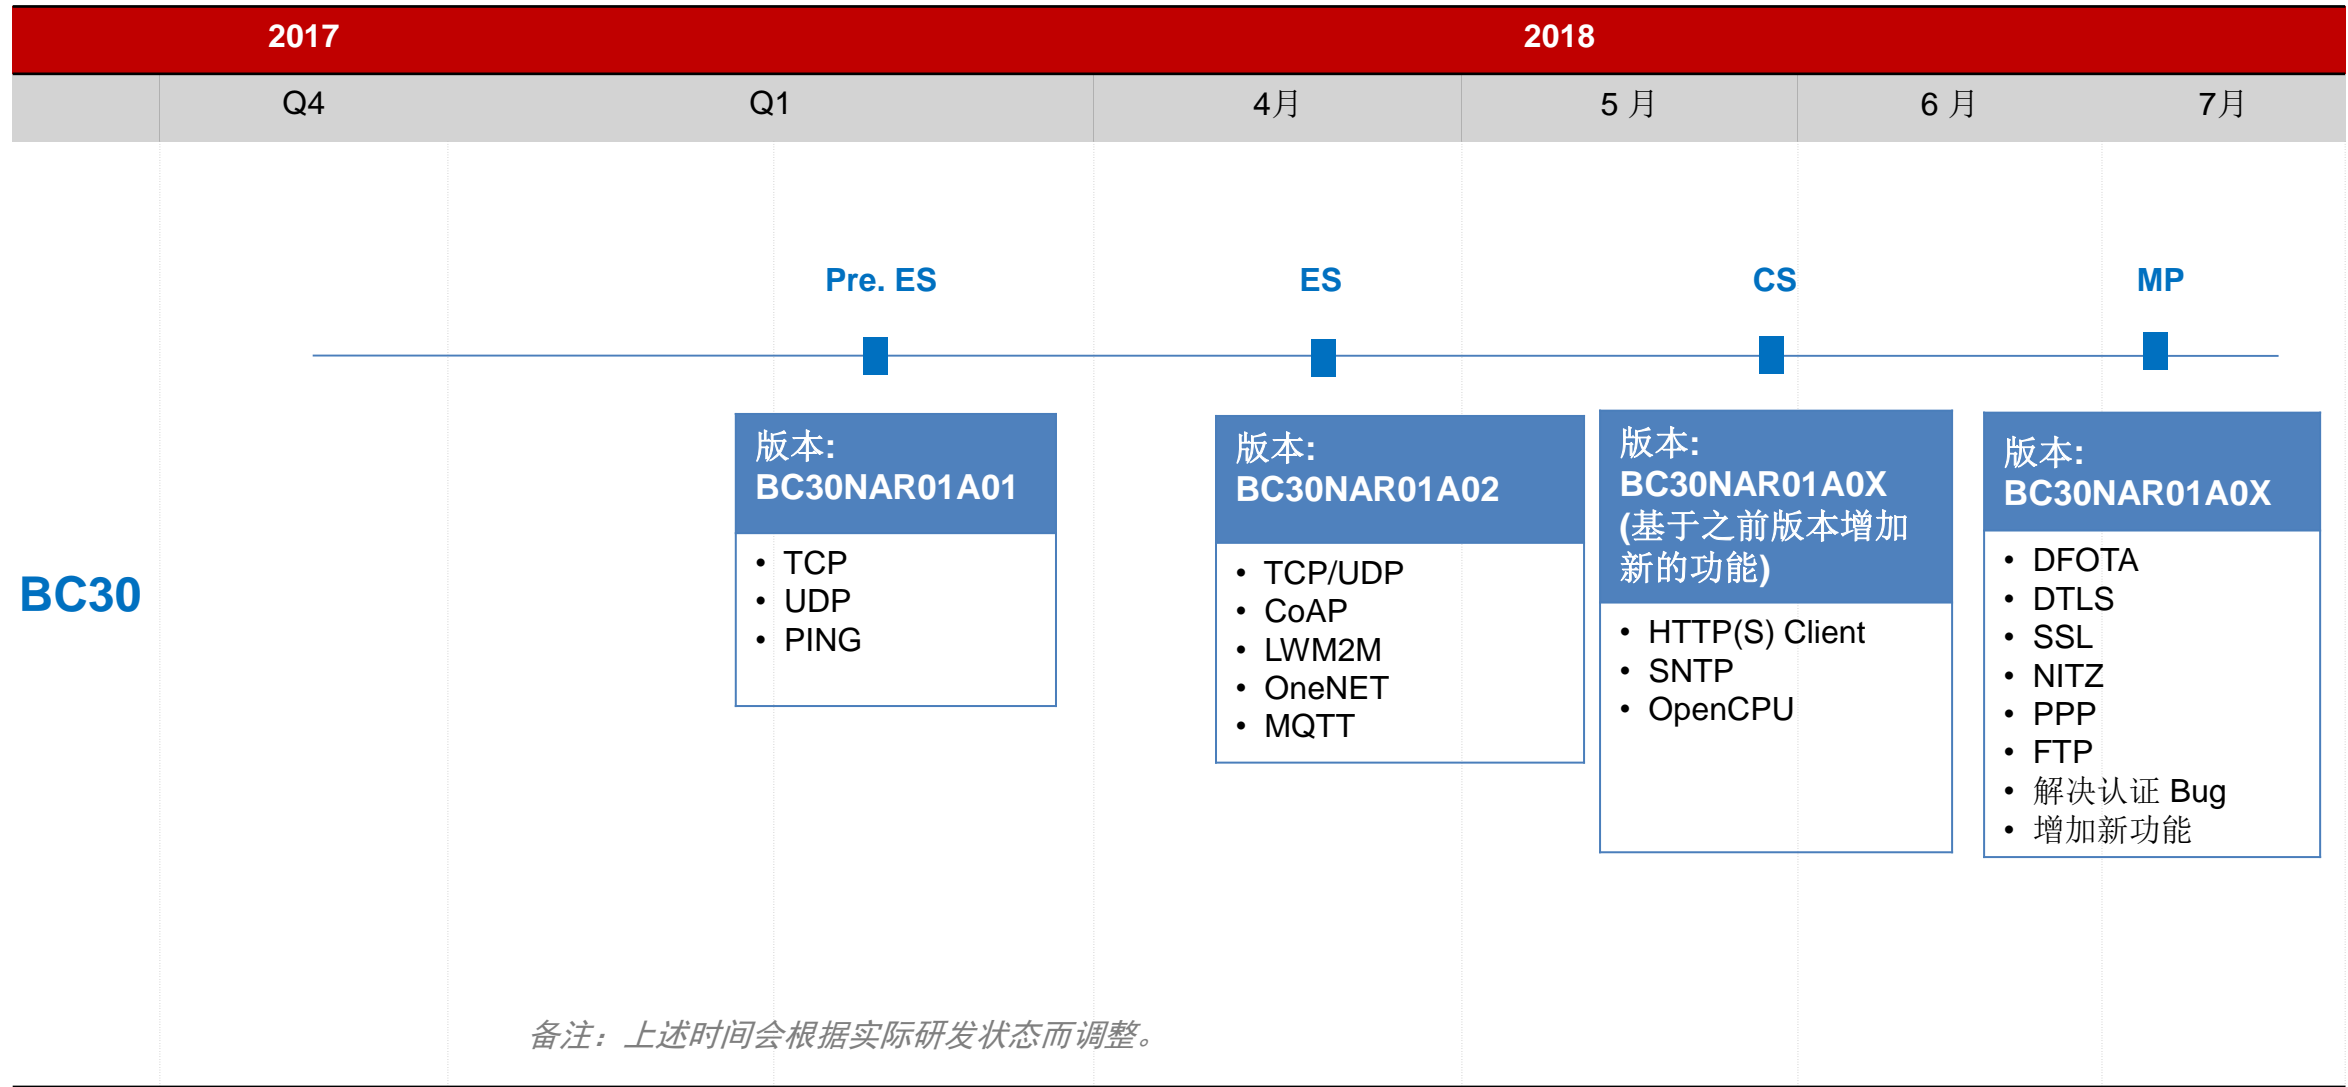 2017
2018
Q4
Q1
4月
5 月
6 月
7月
Pre. ES
ES
CS
MP
BC30
版本:
BC30NAR01A01
• TCP
• UDP
• PING
版本:
BC30NAR01A02
• TCP/UDP
• CoAP
• LWM2M
• OneNET
• MQTT
版本:
BC30NAR01A0X
(基于之前版本增加
新的功能)
• HTTP(S) Client
• SNTP
• OpenCPU
版本:
BC30NAR01A0X
• DFOTA
• DTLS
• SSL
• NITZ
• PPP
• FTP
• 解决认证 Bug
• 增加新功能
备注：上述时间会根据实际研发状态而调整。